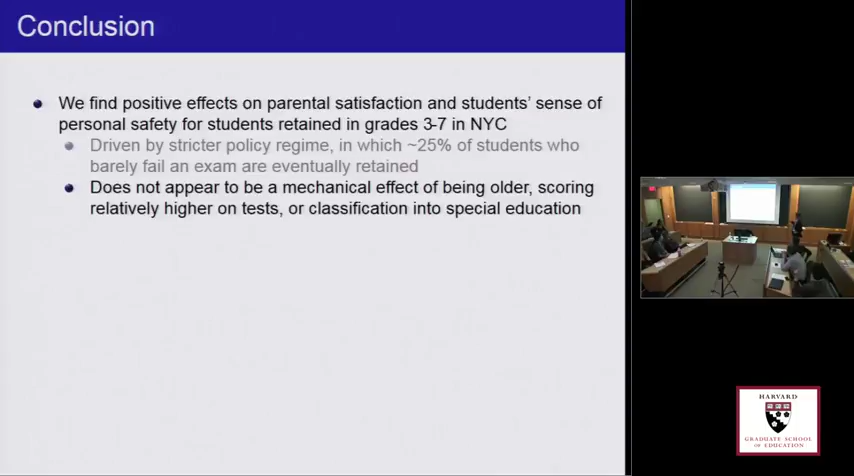 Conclusion
We find positive effects on parental satisfaction and students' sense of
personal safety for students retained in grades 3-7 in NYC
Driven by stricter policy regime, in which ~25% of students who
barely fail an exam are eventually retained
Does not appear to be a mechanical effect of being older, scoring
relatively higher on tests, or classification into special education
HARVARD
GRADUATE SCHOOL
OF EDUCATION